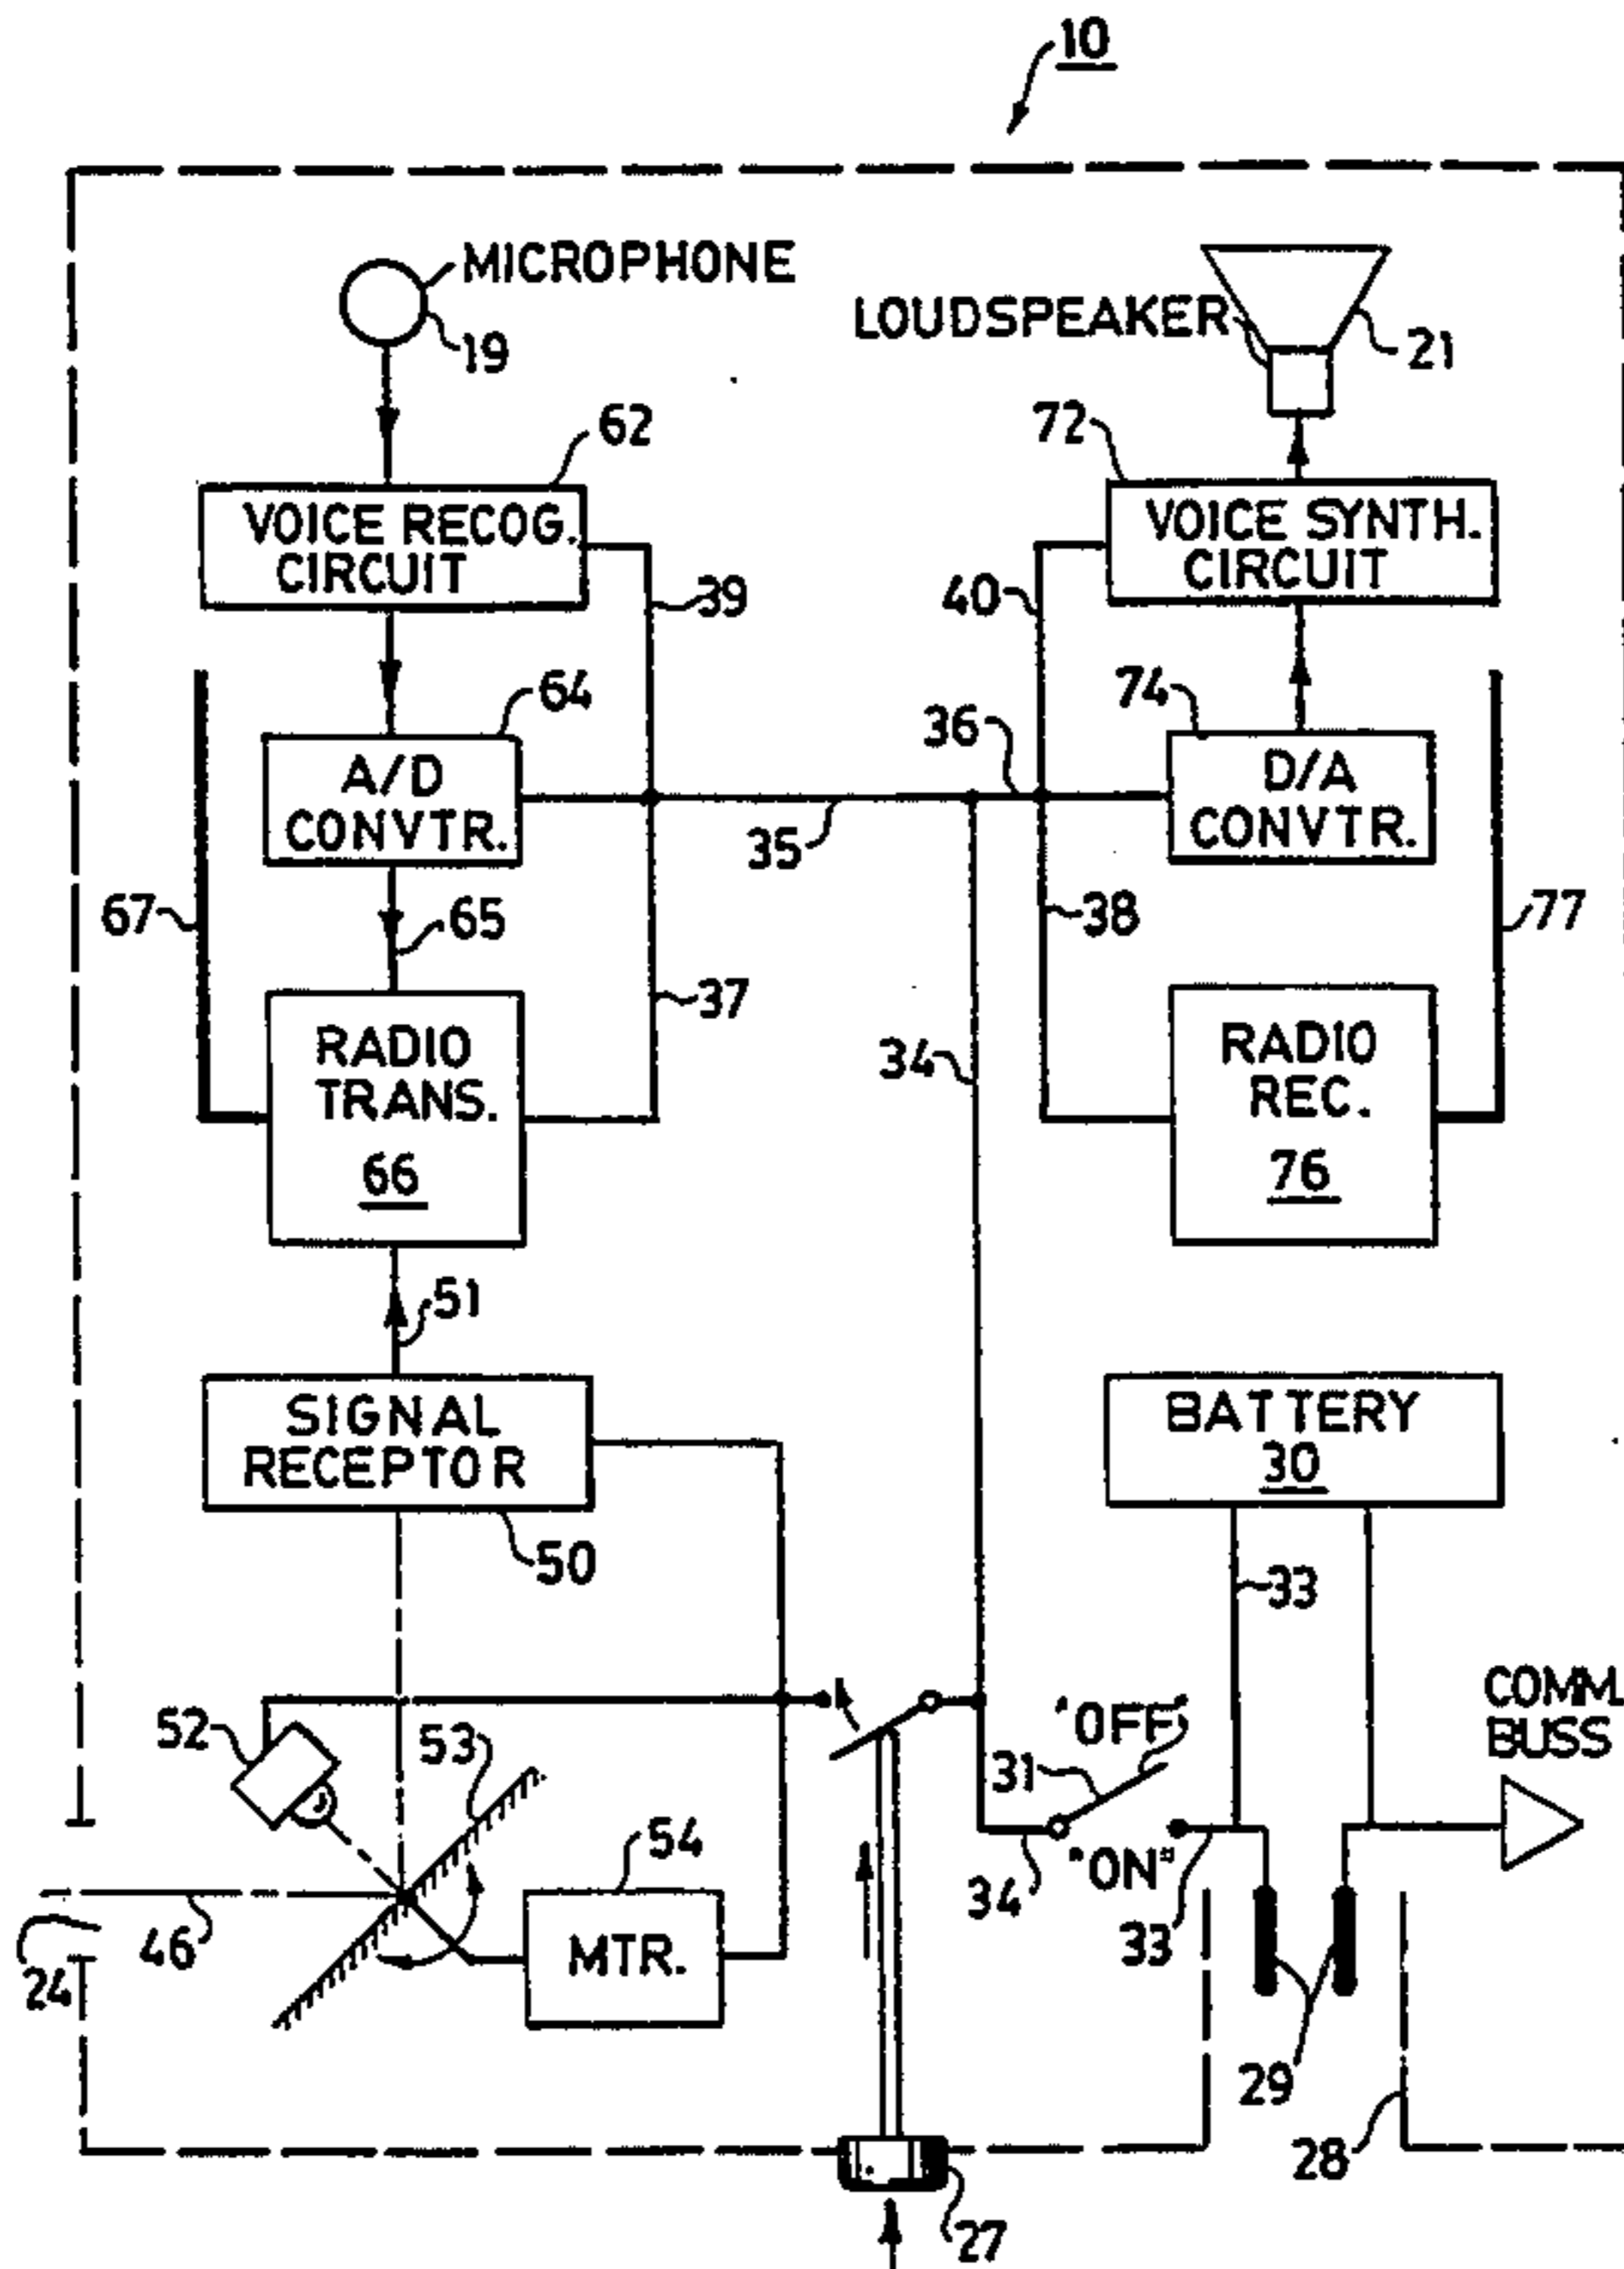 10
MICROPHONE
19
LOUDSPEAKER
21
62
72
VOICE RECOG.
CIRCUIT
VOICE SYNTH.
CIRCUIT
39
40
64
74
36
A/D
CONVTR.
D/A
CONVTR.
35
67
65
38
77
37
RADIO
TRANS.
66
34
RADIO
REC.
76
51
SIGNAL
RECEPTOR
50
BATTERY
30
33
COMM.
BUSS
52
53
"OFF"
31
54
"ON"
34
33
46
24
MTR.
29
28
27